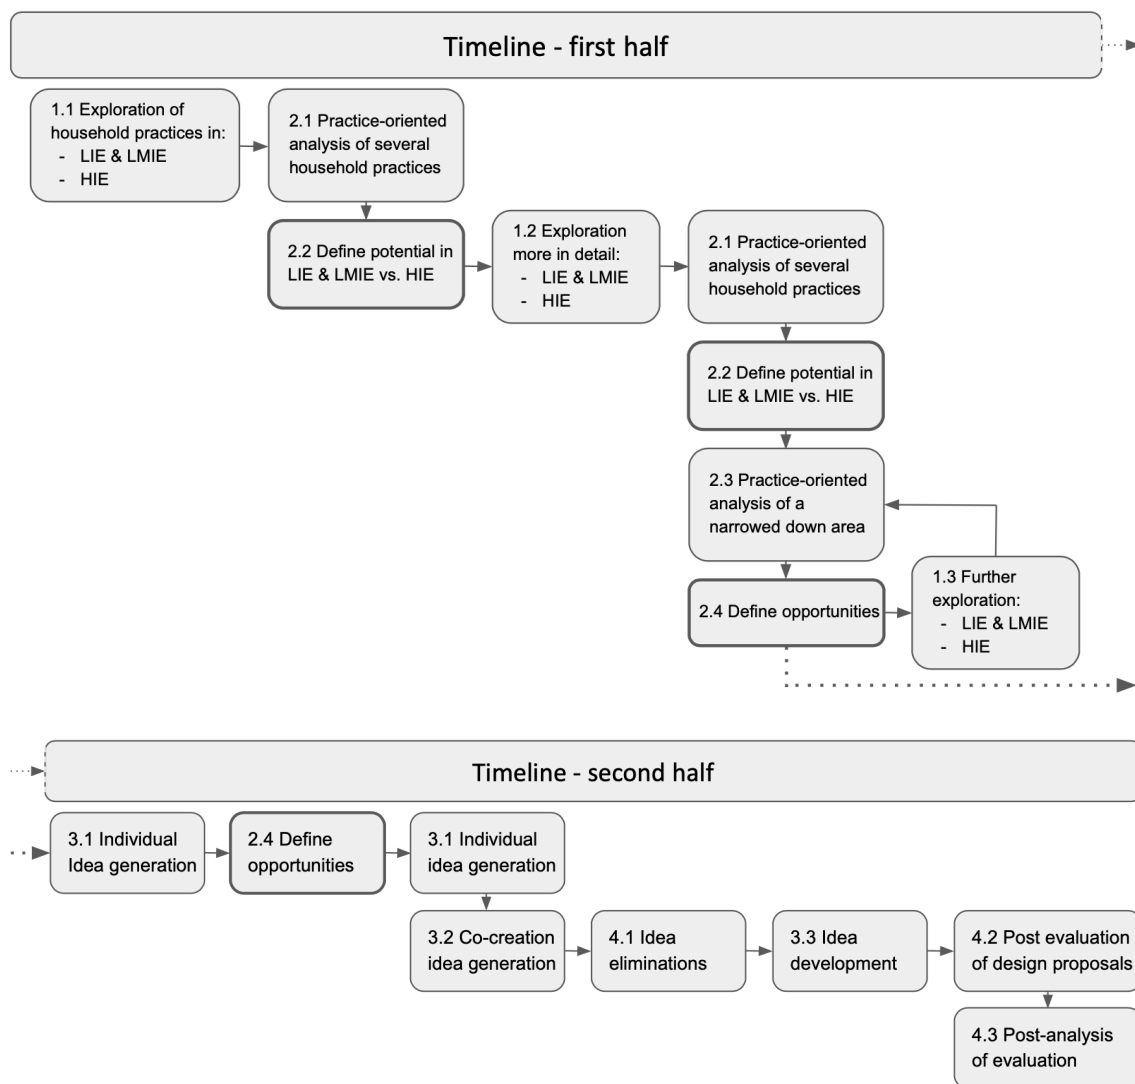 Timeline - first half
1.1 Exploration of
household practices in:
- LIE & LMIE
- HIE
2.1 Practice-oriented
analysis of several
household practices
2.2 Define potential in
LIE & LMIE vs. HIE
1.2 Exploration
more in detail:
- LIE & LMIE
- HIE
2.1 Practice-oriented
analysis of several
household practices
2.2 Define potential in
LIE & LMIE vs. HIE
2.3 Practice-oriented
analysis of a
narrowed down area
2.4 Define opportunities
1.3 Further
exploration:
- LIE & LMIE
- HIE
Timeline - second half
3.1 Individual
Idea generation
2.4 Define
opportunities
3.1 Individual
idea generation
3.2 Co-creation
idea generation
4.1 Idea
eliminations
3.3 Idea
development
4.2 Post evaluation
of design proposals
4.3 Post-analysis
of evaluation